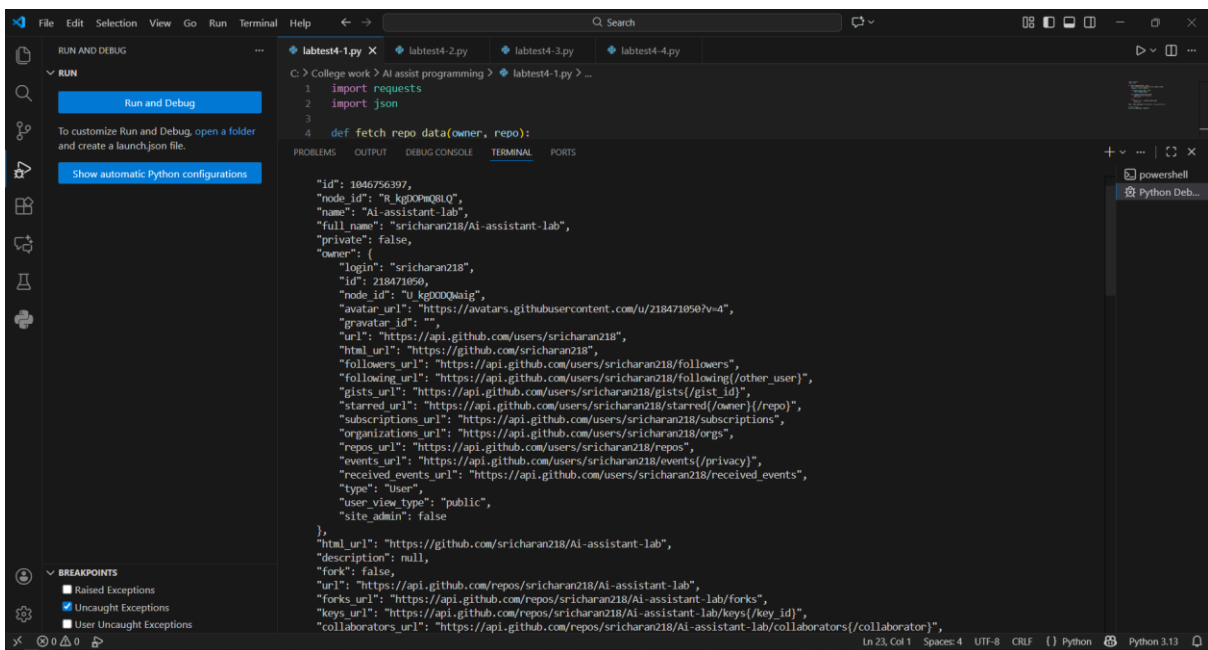 File Edit Selection View Go Run Terminal Help
Search
RUN AND DEBUG
RUN
Run and Debug
To customize Run and Debug, open a folder
and create a launch.json file.
Show automatic Python configurations
labtest4-1.py labtest4-2.py labtest4-3.py labtest4-4.py
C: > College work > AI assist programming > labtest4-1.py > ...
1 import requests
2 import json
3
4 def fetch_repo_data(owner, repo):
PROBLEMS OUTPUT DEBUG CONSOLE TERMINAL PORTS
powershell
Python Deb...
"id": 1046756397,
"node_id": "R_kgDOPmQ8LQ",
"name": "Ai-assistant-lab",
"full_name": "sricharan218/Ai-assistant-lab",
"private": false,
"owner": {
"login": "sricharan218",
"id": 218471050,
"node_id": "U_kgDODQWaig",
"avatar_url": "https://avatars.githubusercontent.com/u/218471050?v=4",
"gravatar_id": "",
"url": "https://api.github.com/users/sricharan218",
"html_url": "https://github.com/sricharan218",
"followers_url": "https://api.github.com/users/sricharan218/followers",
"following_url": "https://api.github.com/users/sricharan218/following{/other_user}",
"gists_url": "https://api.github.com/users/sricharan218/gists{/gist_id}",
"starred_url": "https://api.github.com/users/sricharan218/starred{/owner}{/repo}",
"subscriptions_url": "https://api.github.com/users/sricharan218/subscriptions",
"organizations_url": "https://api.github.com/users/sricharan218/orgs",
"repos_url": "https://api.github.com/users/sricharan218/repos",
"events_url": "https://api.github.com/users/sricharan218/events{/privacy}",
"received_events_url": "https://api.github.com/users/sricharan218/received_events",
"type": "User",
"user_view_type": "public",
"site_admin": false
},
"html_url": "https://github.com/sricharan218/Ai-assistant-lab",
"description": null,
"fork": false,
"url": "https://api.github.com/repos/sricharan218/Ai-assistant-lab",
"forks_url": "https://api.github.com/repos/sricharan218/Ai-assistant-lab/forks",
"keys_url": "https://api.github.com/repos/sricharan218/Ai-assistant-lab/keys{/key_id}",
"collaborators_url": "https://api.github.com/repos/sricharan218/Ai-assistant-lab/collaborators{/collaborator}",
BREAKPOINTS
Raised Exceptions
Uncaught Exceptions
User Uncaught Exceptions
0 0
Ln 23, Col 1 Spaces: 4 UTF-8 CRLF {} Python Python 3.13